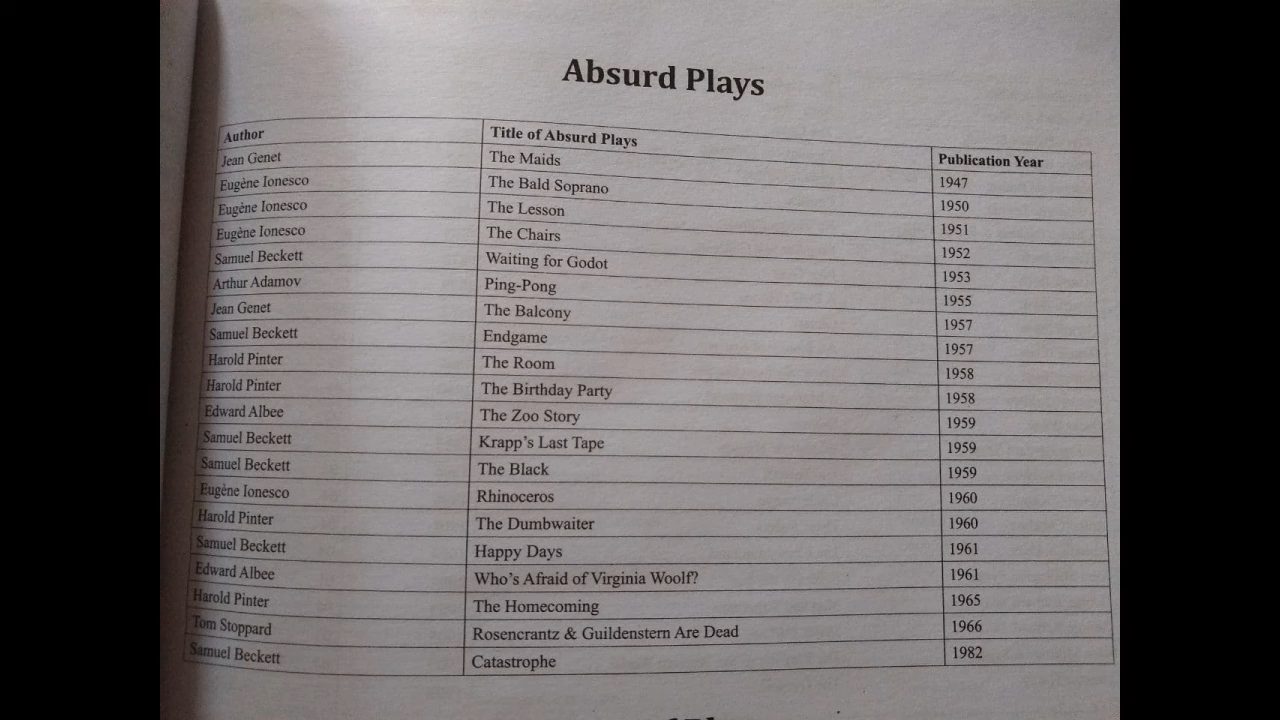 Absurd Plays
Author Title of Absurd Plays Publication Year
Jean Genet The Maids 1947
Eugène Ionesco The Bald Soprano 1950
Eugène Ionesco The Lesson 1951
Eugène Ionesco The Chairs 1952
Samuel Beckett Waiting for Godot 1953
Arthur Adamov Ping-Pong 1955
Jean Genet The Balcony 1957
Samuel Beckett Endgame 1957
Harold Pinter The Room 1958
Harold Pinter The Birthday Party 1958
Edward Albee The Zoo Story 1959
Samuel Beckett Krapp's Last Tape 1959
Samuel Beckett The Black 1959
Eugène Ionesco Rhinoceros 1960
Harold Pinter The Dumbwaiter 1960
Samuel Beckett Happy Days 1961
Edward Albee Who's Afraid of Virginia Woolf? 1961
Harold Pinter The Homecoming 1965
Tom Stoppard Rosencrantz & Guildenstern Are Dead 1966
Samuel Beckett Catastrophe 1982